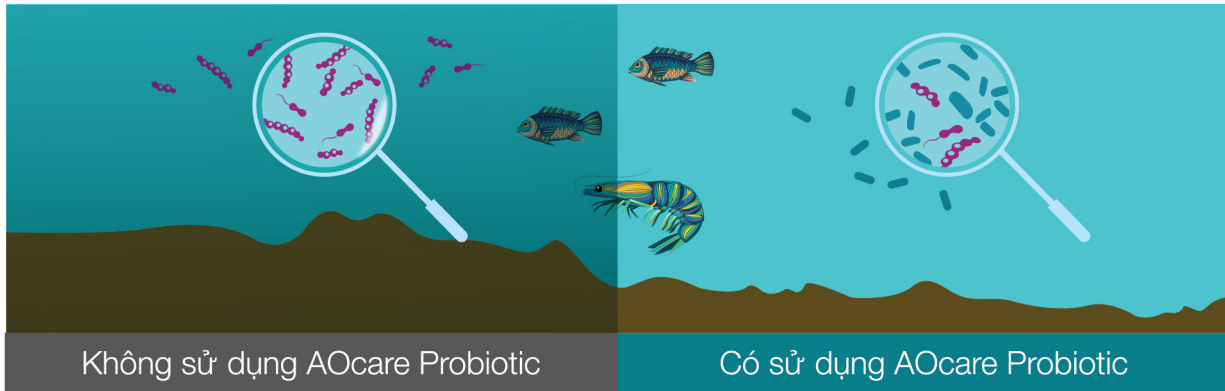 Không sử dụng AOcare Probiotic
Có sử dụng AOcare Probiotic